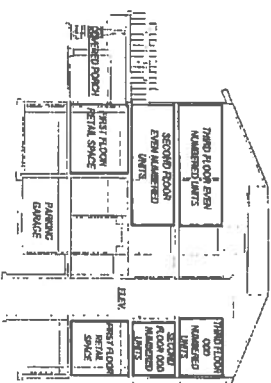 THIRD FLOOR EVEN
NUMBERED UNITS
THIRD FLOOR
ODD
NUMBERED
UNITS
SECOND FLOOR
EVEN NUMBERED
UNITS
SECOND
FLOOR ODD
NUMBERED
UNITS
ELEV.
COVERED PORCH
FIRST FLOOR
RETAIL SPACE
FIRST FLOOR
RETAIL
SPACE
PARKING
GARAGE